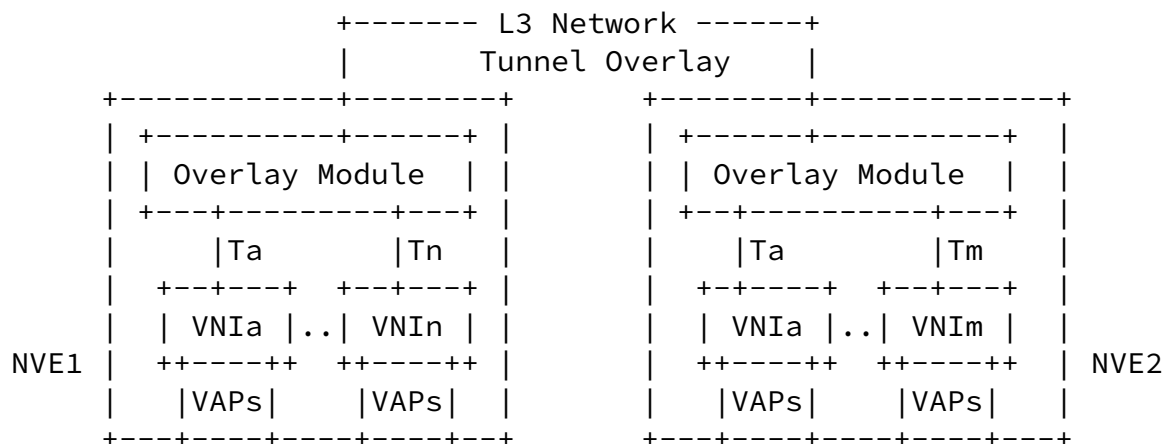 L3 Network
Tunnel Overlay
Overlay Module Overlay Module
Ta Tn Ta Tm
VNIa .. VNIn VNIa .. VNIm
NVE1 NVE2
VAPs VAPs VAPs VAPs